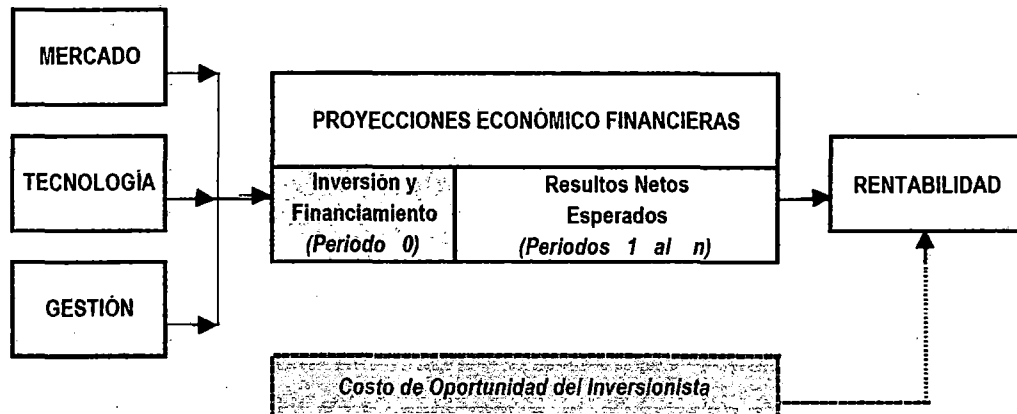 MERCADO
TECNOLOGÍA
GESTIÓN
PROYECCIONES ECONÓMICO FINANCIERAS
Inversión y
Financiamiento
(Periodo 0)
Resultos Netos
Esperados
(Periodos 1 al n)
RENTABILIDAD
Costo de Oportunidad del Inversionista